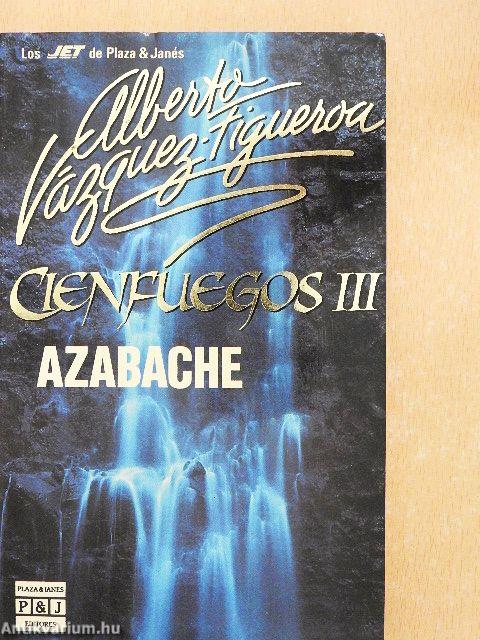 Los JET de Plaza & Janés
Alberto
Vázquez-Figueroa
CIENFUEGOS III
AZABACHE
PLAZA & JANES
P&J
EDITORES
Antikvarium.hu